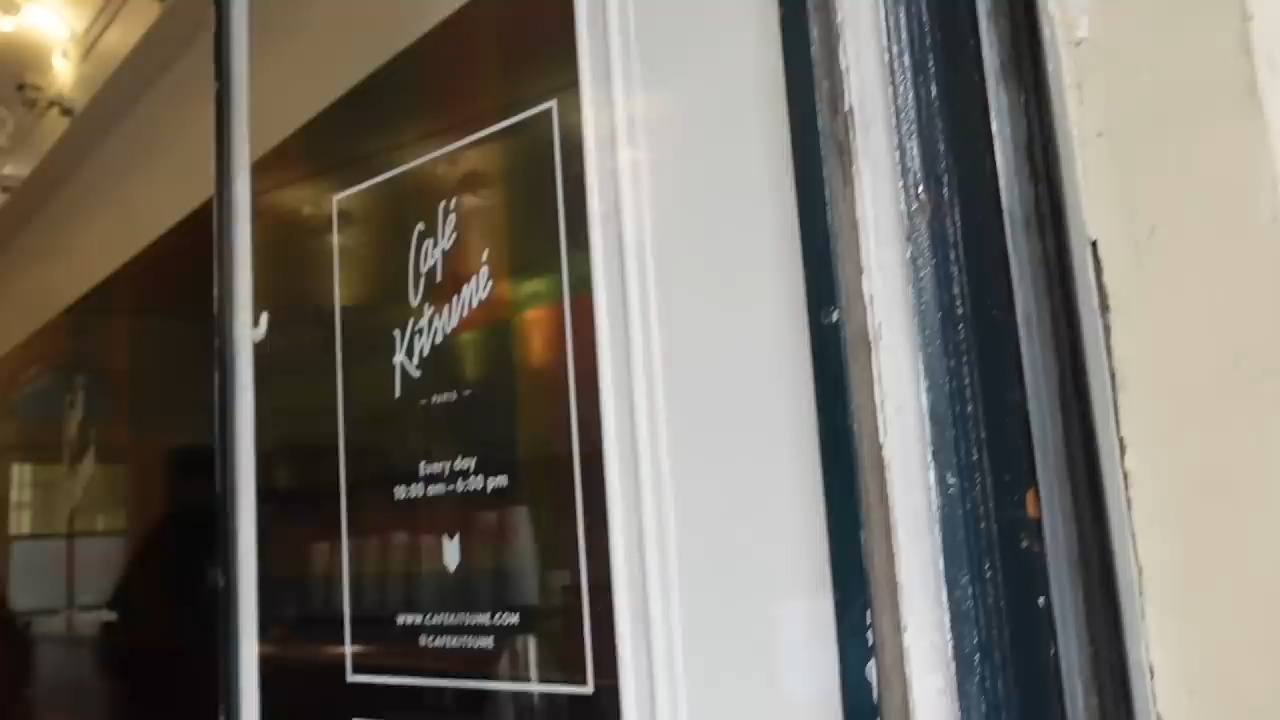 Café
Kitsuné
— PARIS —
Every day
10:00 am – 6:00 pm
WWW.CAFEKITSUNE.COM
@CAFEKITSUNE